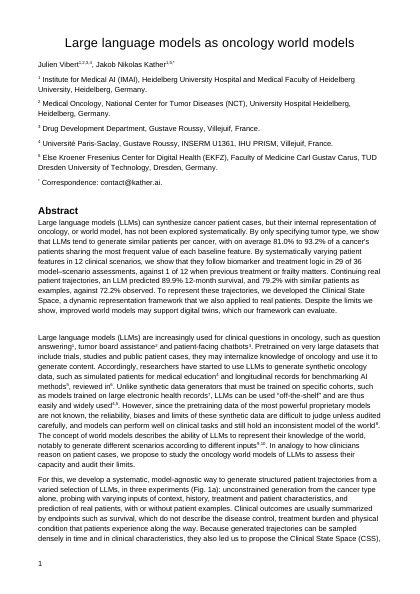 Large language models as oncology world models
Julien Vibert1,2,3,4, Jakob Nikolas Kather1,5,*
1 Institute for Medical AI (IMAI), Heidelberg University Hospital and Medical Faculty of Heidelberg
University, Heidelberg, Germany.
2 Medical Oncology, National Center for Tumor Diseases (NCT), University Hospital Heidelberg,
Heidelberg, Germany.
3 Drug Development Department, Gustave Roussy, Villejuif, France.
4 Université Paris-Saclay, Gustave Roussy, INSERM U1361, IHU PRISM, Villejuif, France.
5 Else Kroener Fresenius Center for Digital Health (EKFZ), Faculty of Medicine Carl Gustav Carus, TUD
Dresden University of Technology, Dresden, Germany.
* Correspondence: contact@kather.ai.
Abstract
Large language models (LLMs) can synthesize cancer patient cases, but their internal representation of
oncology, or world model, has not been explored systematically. By only specifying tumor type, we show
that LLMs tend to generate similar patients per cancer, with on average 81.0% to 93.2% of a cancer's
patients sharing the most frequent value of each baseline feature. By systematically varying patient
features in 12 clinical scenarios, we show that they follow biomarker and treatment logic in 29 of 36
model–scenario assessments, against 1 of 12 when previous treatment or frailty matters. Continuing real
patient trajectories, an LLM predicted 89.9% 12-month survival, and 79.2% with similar patients as
examples, against 72.2% observed. To represent these trajectories, we developed the Clinical State
Space, a dynamic representation framework that we also applied to real patients. Despite the limits we
show, improved world models may support digital twins, which our framework can evaluate.
Large language models (LLMs) are increasingly used for clinical questions in oncology, such as question
answering1, tumor board assistance2 and patient-facing chatbots3. Pretrained on very large datasets that
include trials, studies and public patient cases, they may internalize knowledge of oncology and use it to
generate content. Accordingly, researchers have started to use LLMs to generate synthetic oncology
data, such as simulated patients for medical education4 and longitudinal records for benchmarking AI
methods5, reviewed in6. Unlike synthetic data generators that must be trained on specific cohorts, such
as models trained on large electronic health records7, LLMs can be used "off-the-shelf" and are thus
easily and widely used4,5. However, since the pretraining data of the most powerful proprietary models
are not known, the reliability, biases and limits of these synthetic data are difficult to judge unless audited
carefully, and models can perform well on clinical tasks and still hold an inconsistent model of the world8.
The concept of world models describes the ability of LLMs to represent their knowledge of the world,
notably to generate different scenarios according to different inputs9,10. In analogy to how clinicians
reason on patient cases, we propose to study the oncology world models of LLMs to assess their
capacity and audit their limits.
For this, we develop a systematic, model-agnostic way to generate structured patient trajectories from a
varied selection of LLMs, in three experiments (Fig. 1a): unconstrained generation from the cancer type
alone, probing with varying inputs of context, history, treatment and patient characteristics, and
prediction of real patients, with or without patient examples. Clinical outcomes are usually summarized
by endpoints such as survival, which do not describe the disease control, treatment burden and physical
condition that patients experience along the way. Because generated trajectories can be sampled
densely in time and in clinical characteristics, they also led us to propose the Clinical State Space (CSS),
1